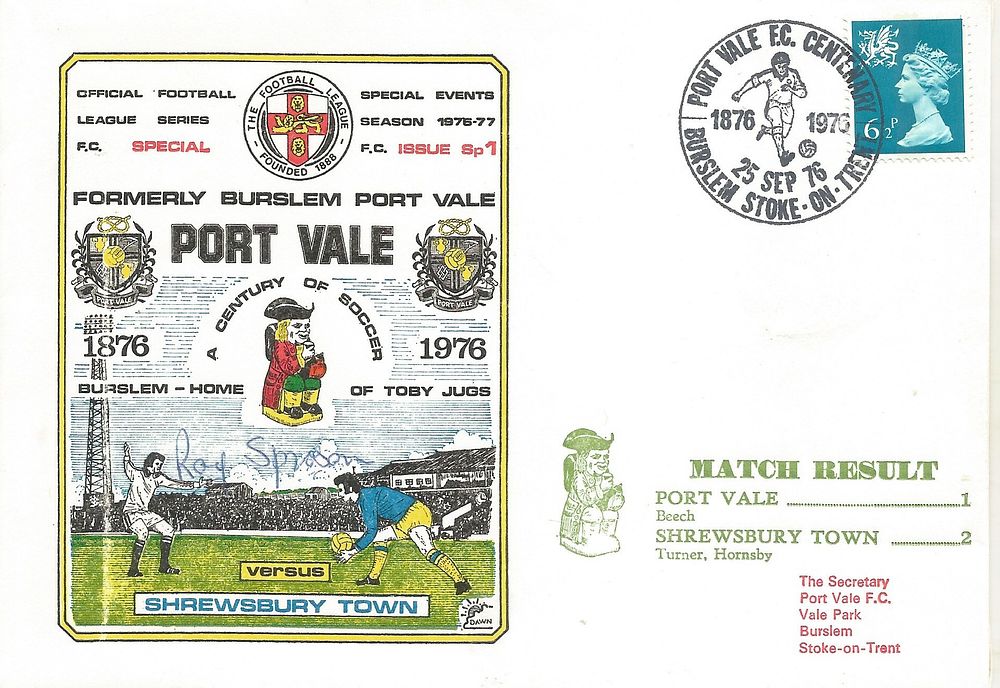 OFFICIAL FOOTBALL
LEAGUE SERIES
F.C. SPECIAL
THE FOOTBALL LEAGUE
FOUNDED 1888
SPECIAL EVENTS
SEASON 1976-77
F.C. ISSUE Sp1
FORMERLY BURSLEM PORT VALE
PORT VALE
PORT VALE
PORT VALE
A CENTURY OF SOCCER
1876
1976
BURSLEM - HOME
OF TOBY JUGS
Roy Sproson
versus
SHREWSBURY TOWN
DAWN
PORT VALE F.C. CENTENARY
1876 1976
25 SEP 76
BURSLEM STOKE-ON-TRENT
6½P
MATCH RESULT
PORT VALE 1
Beech
SHREWSBURY TOWN 2
Turner, Hornsby
The Secretary
Port Vale F.C.
Vale Park
Burslem
Stoke-on-Trent